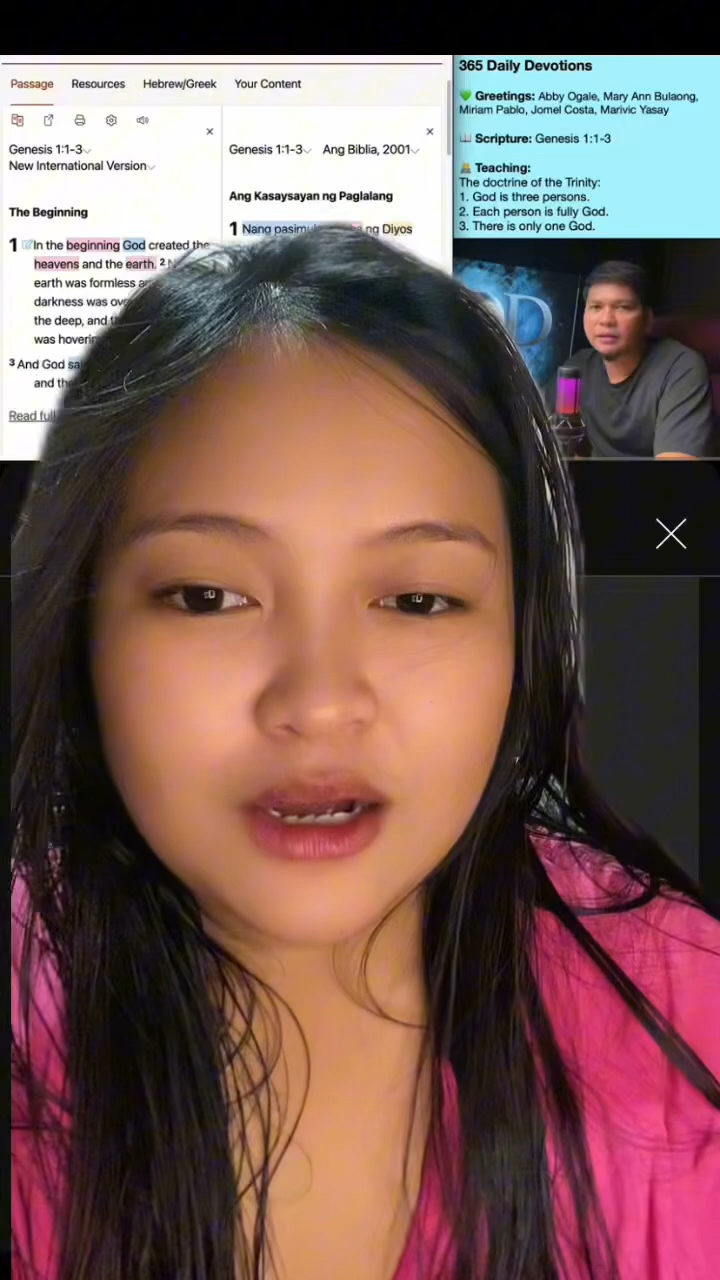 Passage Resources Hebrew/Greek Your Content
Genesis 1:1-3
New International Version
The Beginning
1 In the beginning God created the
heavens and the earth. 2
earth was formless
darkness was
the deep, and
was
3 And God
and
Read full
Genesis 1:1-3 Ang Biblia, 2001
Ang Kasaysayan ng Paglalang
1 Nang ng Diyos
365 Daily Devotions
💚 Greetings: Abby Ogale, Mary Ann Bulaong,
Miriam Pablo, Jomel Costa, Marivic Yasay
📖 Scripture: Genesis 1:1-3
Teaching:
The doctrine of the Trinity:
1. God is three persons.
2. Each person is fully God.
3. There is only one God.